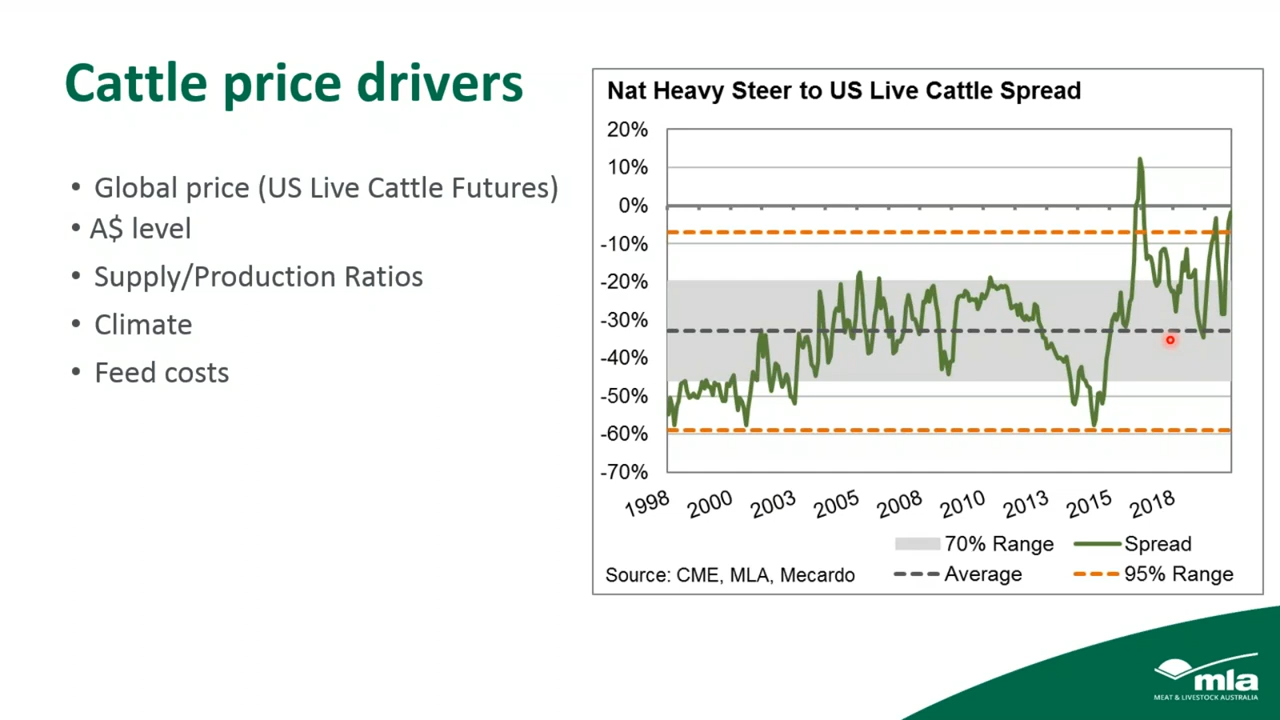 Cattle price drivers
• Global price (US Live Cattle Futures)
• A$ level
• Supply/Production Ratios
• Climate
• Feed costs
Nat Heavy Steer to US Live Cattle Spread
20%
10%
0%
-10%
-20%
-30%
-40%
-50%
-60%
-70%
1998 2000 2003 2005 2008 2010 2013 2015 2018
70% Range Spread
Source: CME, MLA, Mecardo Average 95% Range
mla
MEAT & LIVESTOCK AUSTRALIA